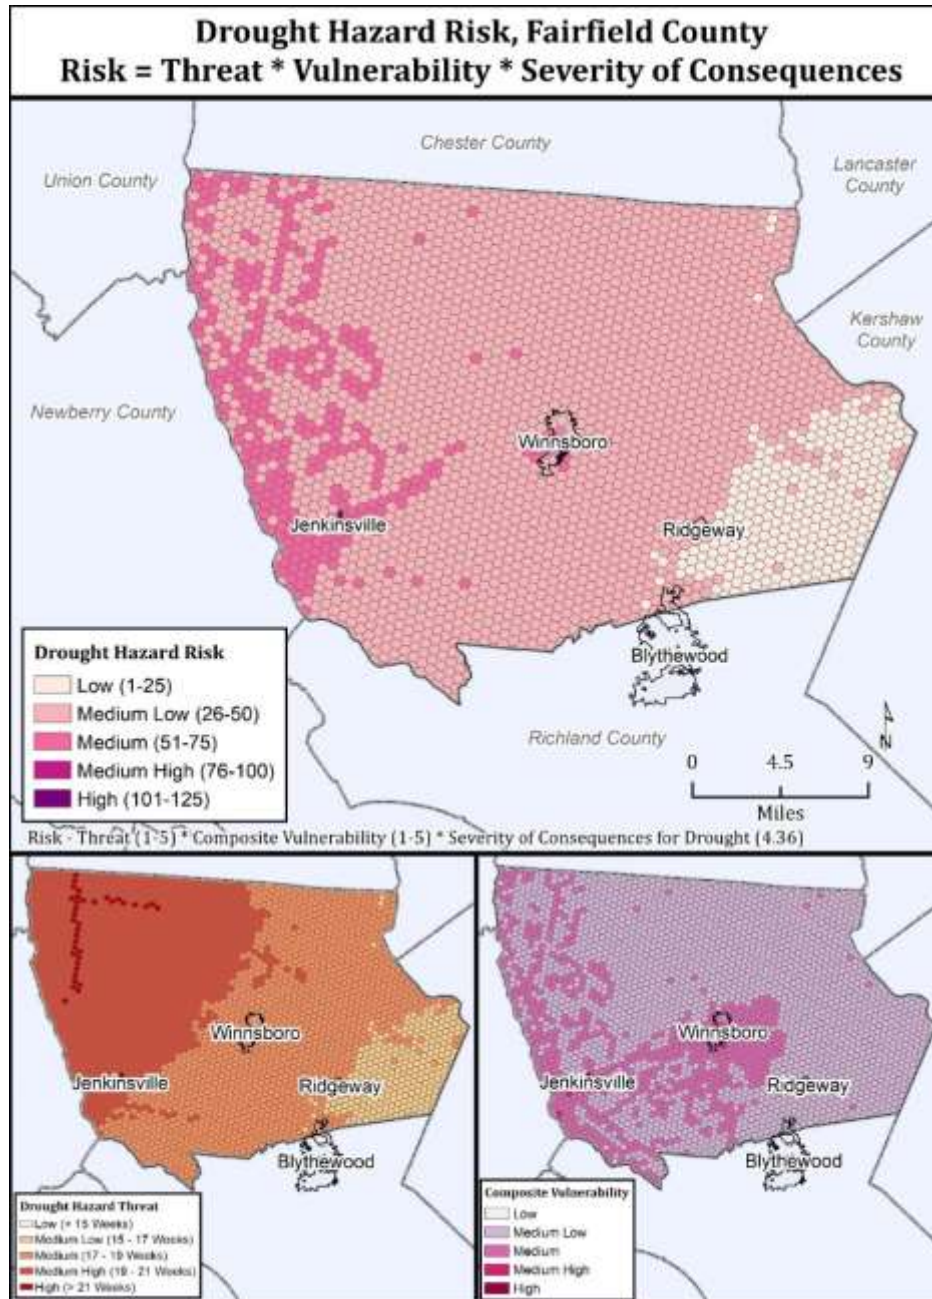 Drought Hazard Risk, Fairfield County
Risk = Threat * Vulnerability * Severity of Consequences
Chester County
Union County
Lancaster
County
Kershaw
County
Newberry County
Winnsboro
Jenkinsville
Ridgeway
Blythewood
Richland County
Drought Hazard Risk
Low (1-25)
Medium Low (26-50)
Medium (51-75)
Medium High (76-100)
High (101-125)
N
0 4.5 9
Miles
Risk - Threat (1-5) * Composite Vulnerability (1-5) * Severity of Consequences for Drought (4.36)
Winnsboro
Jenkinsville
Ridgeway
Blythewood
Drought Hazard Threat
Low (< 15 Weeks)
Medium Low (15 - 17 Weeks)
Medium (17 - 19 Weeks)
Medium High (19 - 21 Weeks)
High (> 21 Weeks)
Winnsboro
Jenkinsville
Ridgeway
Blythewood
Composite Vulnerability
Low
Medium Low
Medium
Medium High
High